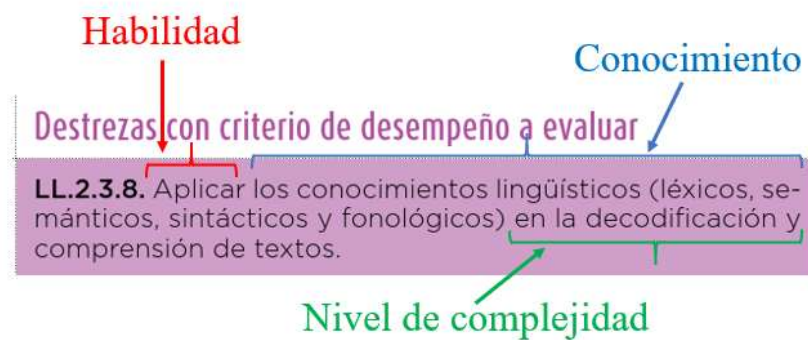 Habilidad
Conocimiento
Destrezas con criterio de desempeño a evaluar
LL.2.3.8. Aplicar los conocimientos lingüísticos (léxicos, se-
mánticos, sintácticos y fonológicos) en la decodificación y
comprensión de textos.
Nivel de complejidad